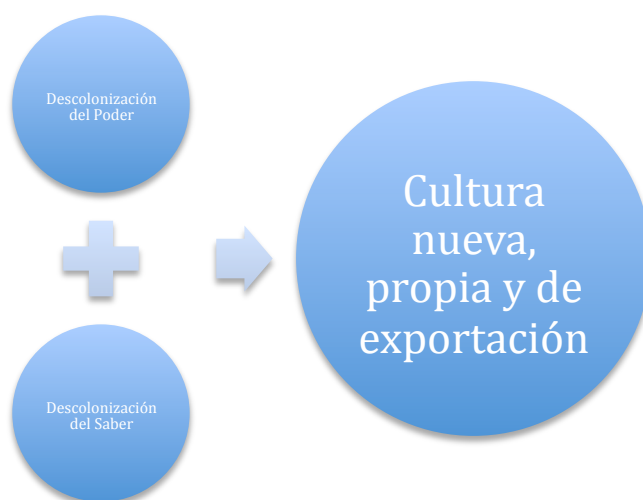 Descolonización
del Poder
Descolonización
del Saber
Cultura
nueva,
propia y de
exportación